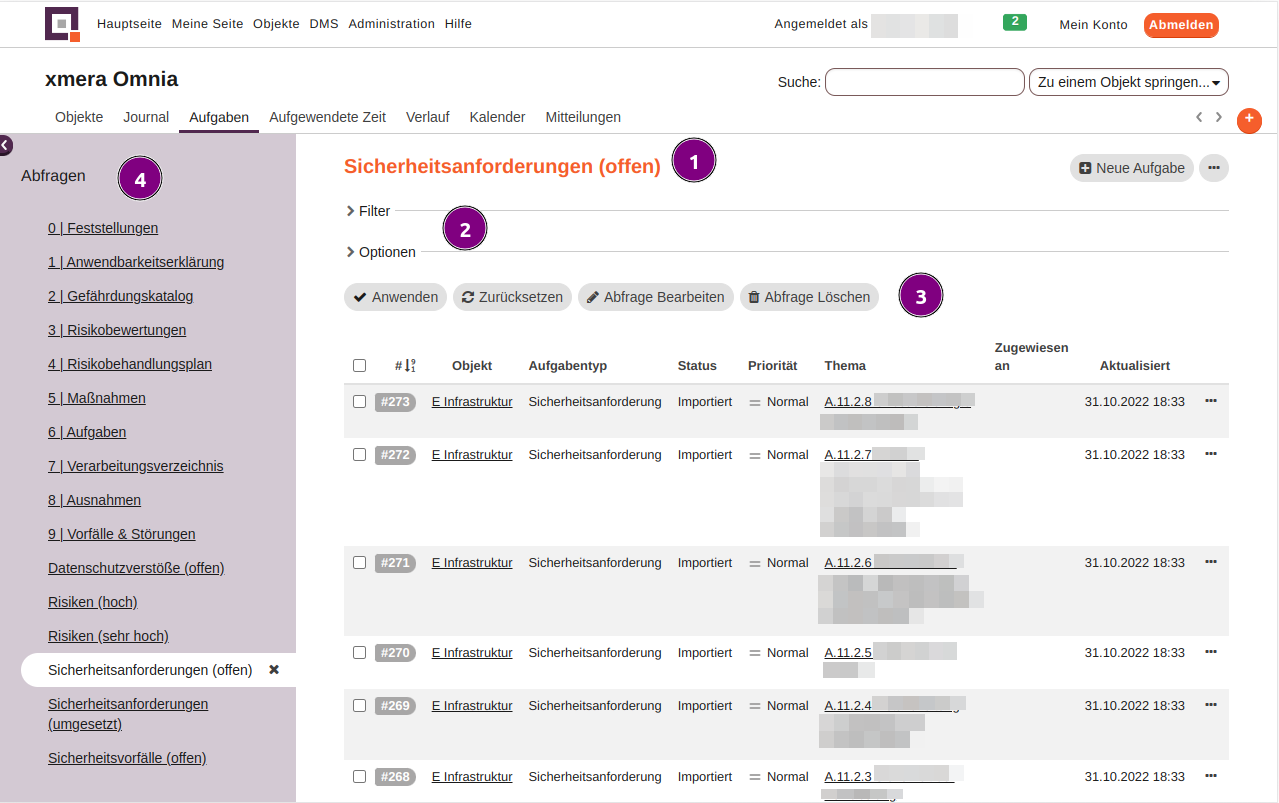 Hauptseite Meine Seite Objekte DMS Administration Hilfe
Angemeldet als
2
Mein Konto
Abmelden
xmera Omnia
Suche:
Zu einem Objekt springen...
Objekte Journal Aufgaben Aufgewendete Zeit Verlauf Kalender Mitteilungen
+
Abfragen
4
0 | Feststellungen
1 | Anwendbarkeitserklärung
2 | Gefährdungskatalog
3 | Risikobewertungen
4 | Risikobehandlungsplan
5 | Maßnahmen
6 | Aufgaben
7 | Verarbeitungsverzeichnis
8 | Ausnahmen
9 | Vorfälle & Störungen
Datenschutzverstöße (offen)
Risiken (hoch)
Risiken (sehr hoch)
Sicherheitsanforderungen (offen)
Sicherheitsanforderungen
(umgesetzt)
Sicherheitsvorfälle (offen)
Sicherheitsanforderungen (offen)
1
Neue Aufgabe
Filter
2
Optionen
Anwenden Zurücksetzen Abfrage Bearbeiten Abfrage Löschen
3
# Objekt Aufgabentyp Status Priorität Thema Zugewiesen an Aktualisiert
#273 E Infrastruktur Sicherheitsanforderung Importiert Normal A.11.2.8 31.10.2022 18:33
#272 E Infrastruktur Sicherheitsanforderung Importiert Normal A.11.2.7 31.10.2022 18:33
#271 E Infrastruktur Sicherheitsanforderung Importiert Normal A.11.2.6 31.10.2022 18:33
#270 E Infrastruktur Sicherheitsanforderung Importiert Normal A.11.2.5 31.10.2022 18:33
#269 E Infrastruktur Sicherheitsanforderung Importiert Normal A.11.2.4 31.10.2022 18:33
#268 E Infrastruktur Sicherheitsanforderung Importiert Normal A.11.2.3 31.10.2022 18:33